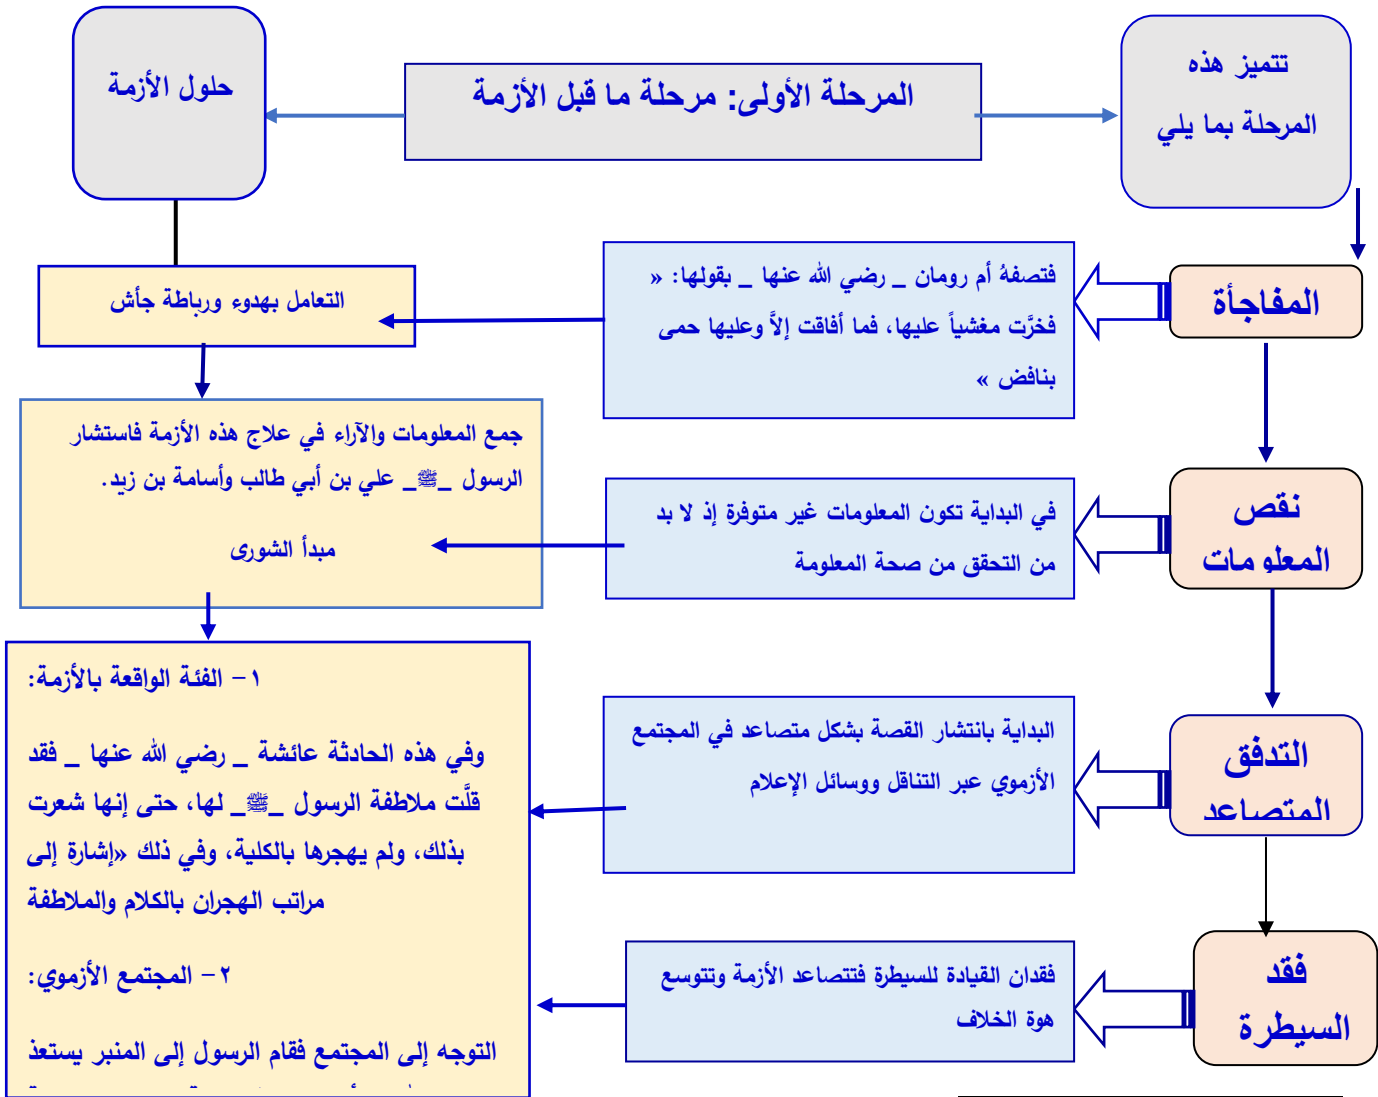 تتميز هذه
المرحلة بما يلي
المرحلة الأولى: مرحلة ما قبل الأزمة
حلول الأزمة
المفاجأة
فتصفهُ أم رومان _ رضي الله عنها _ بقولها: «
فخرَّت مغشياً عليها، فما أفاقت إلاَّ وعليها حمى
بنافض »
التعامل بهدوء ورباطة جأش
نقص
المعلومات
في البداية تكون المعلومات غير متوفرة إذ لا بد
من التحقق من صحة المعلومة
جمع المعلومات والآراء في علاج هذه الأزمة فاستشار
الرسول _ﷺ_ علي بن أبي طالب وأسامة بن زيد.
مبدأ الشورى
التدفق
المتصاعد
البداية بانتشار القصة بشكل متصاعد في المجتمع
الأزموي عبر التناقل ووسائل الإعلام
فقد
السيطرة
فقدان القيادة للسيطرة فتتصاعد الأزمة وتتوسع
هوة الخلاف
١– الفئة الواقعة بالأزمة:
وفي هذه الحادثة عائشة _ رضي الله عنها _ فقد
قلَّت ملاطفة الرسول _ﷺ_ لها، حتى إنها شعرت
بذلك، ولم يهجرها بالكلية، وفي ذلك «إشارة إلى
مراتب الهجران بالكلام والملاطفة
٢– المجتمع الأزموي:
التوجه إلى المجتمع فقام الرسول إلى المنبر يستعذ